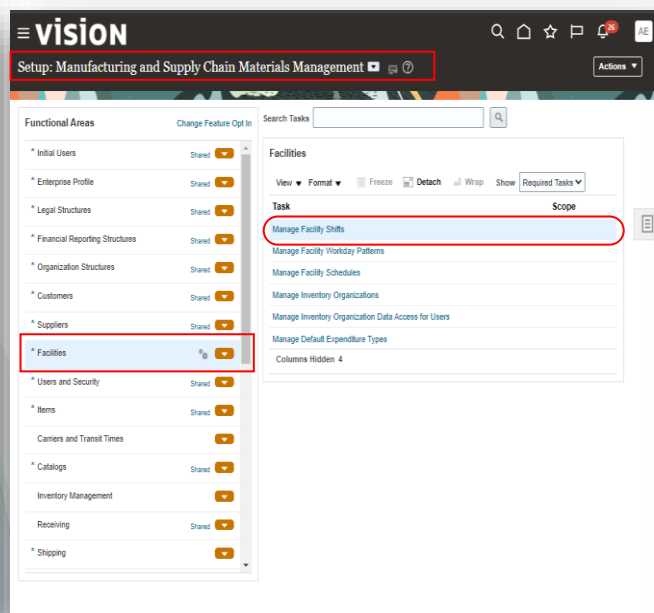 vision
26
AE
Setup: Manufacturing and Supply Chain Materials Management
Actions
Functional Areas
Change Feature Opt In
Search Tasks
* Initial Users
Shared
* Enterprise Profile
Shared
* Legal Structures
Shared
* Financial Reporting Structures
Shared
* Organization Structures
Shared
* Customers
Shared
* Suppliers
Shared
* Facilities
* Users and Security
Shared
* Items
Shared
Carriers and Transit Times
* Catalogs
Shared
Inventory Management
Receiving
Shared
* Shipping
Facilities
View Format Freeze Detach Wrap Show Required Tasks
Task Scope
Manage Facility Shifts
Manage Facility Workday Patterns
Manage Facility Schedules
Manage Inventory Organizations
Manage Inventory Organization Data Access for Users
Manage Default Expenditure Types
Columns Hidden 4